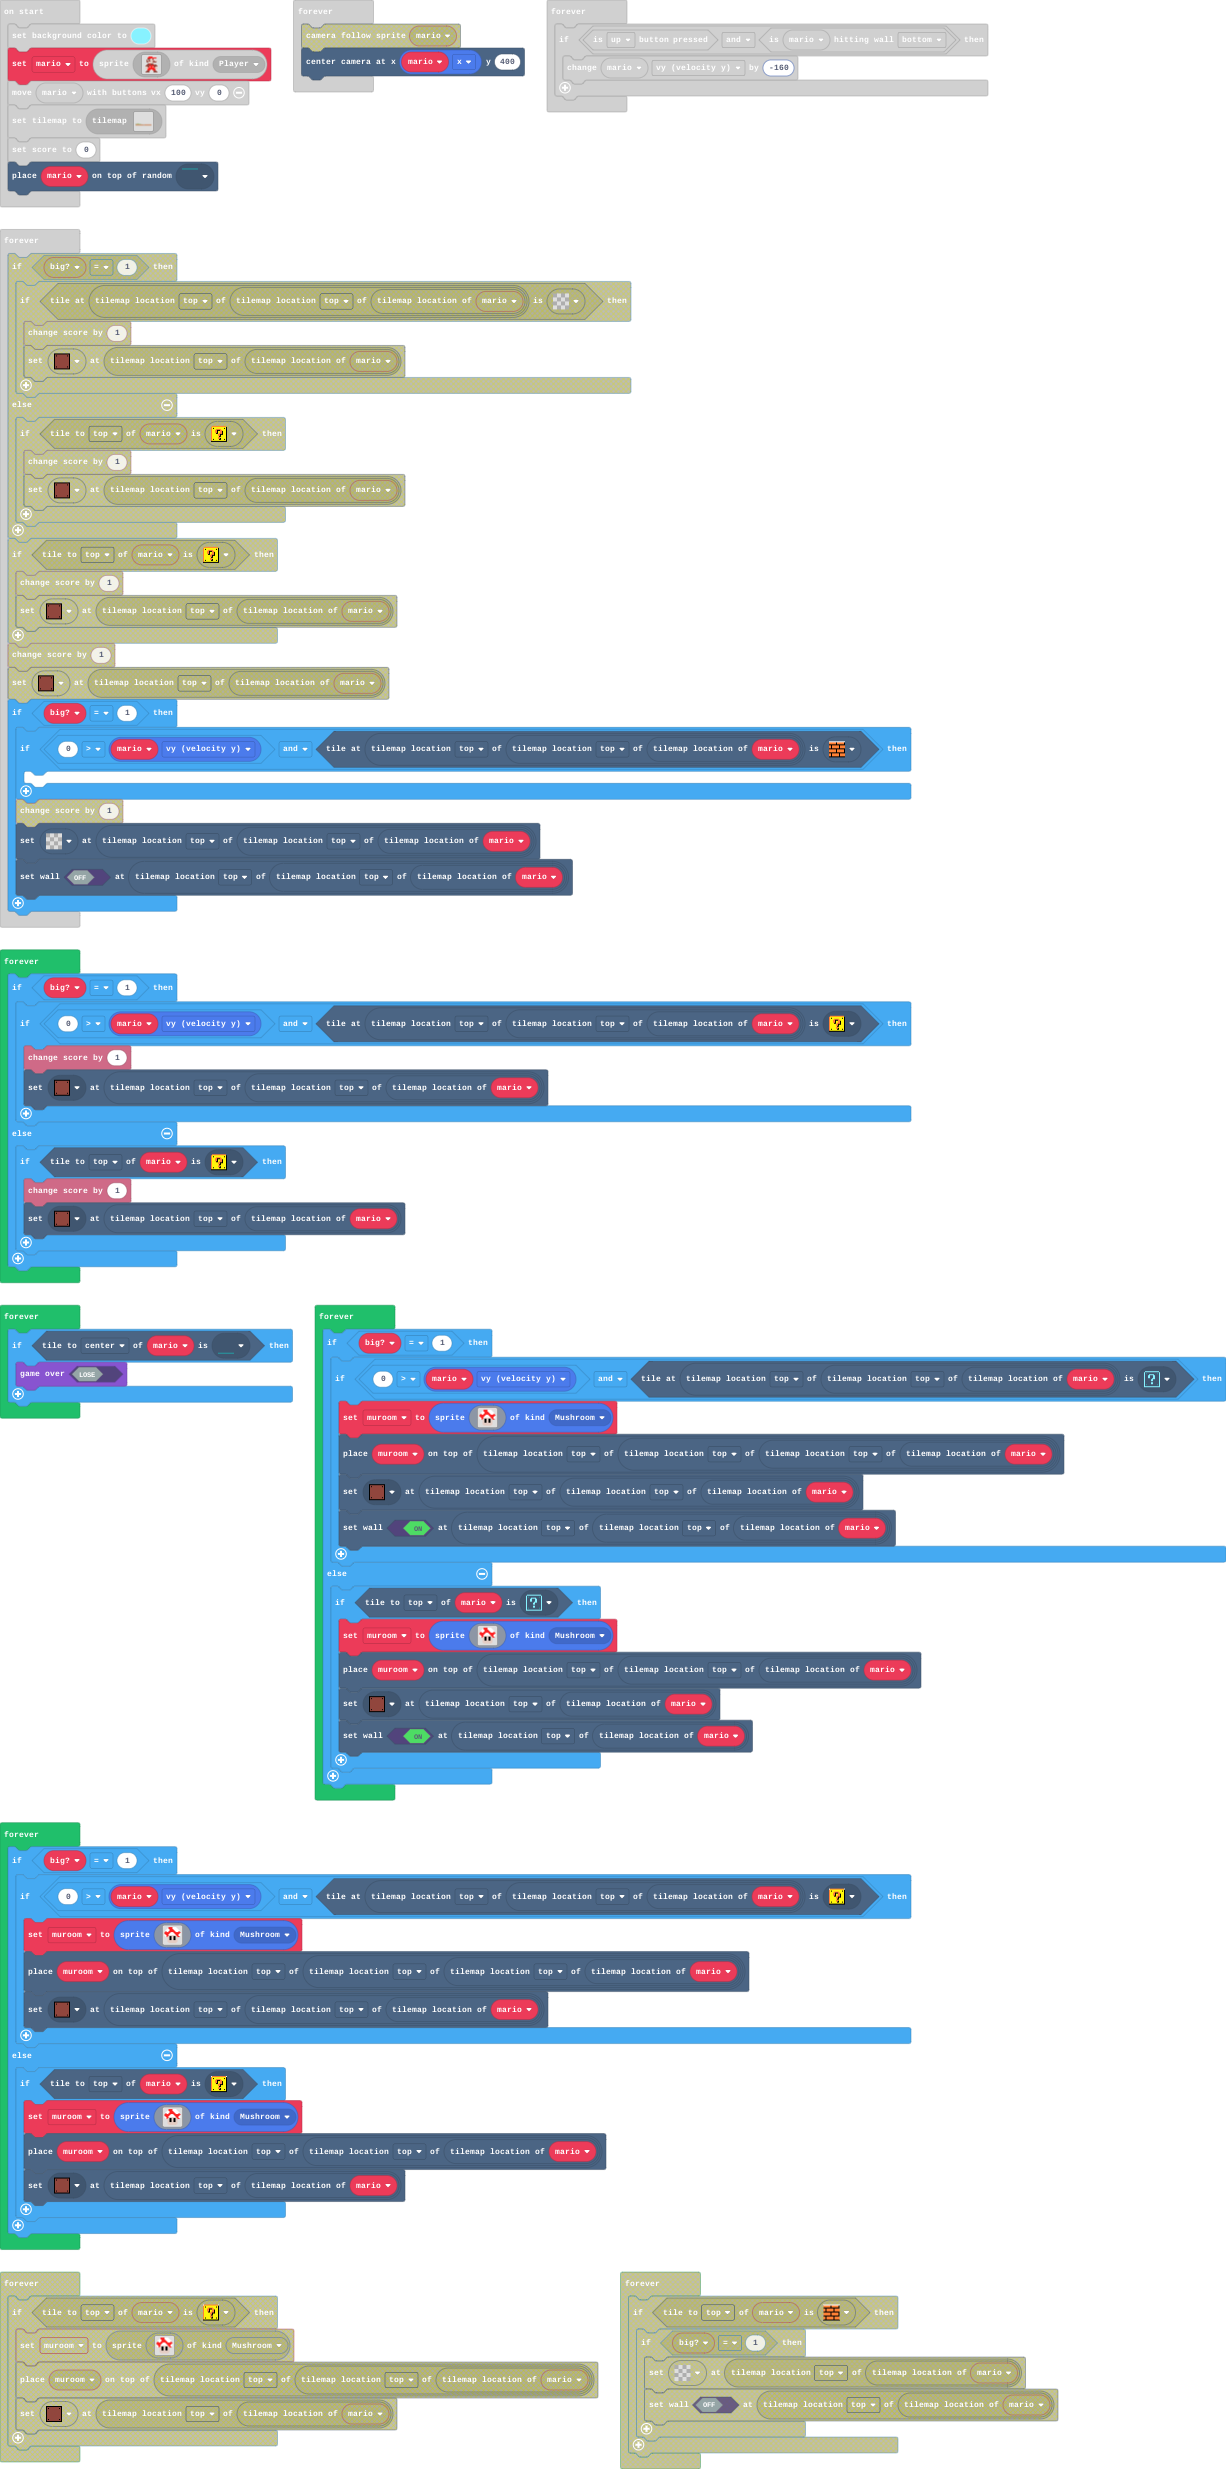 on start
set background color to
set mario to sprite of kind Player
move mario with buttons vx 100 vy 0
set tilemap to tilemap
set score to 0
place mario on top of random
forever
camera follow sprite mario
center camera at x mario x y 400
forever
if is up button pressed and is mario hitting wall bottom then
change mario vy (velocity y) by -160
forever
if big? = 1 then
if tile at tilemap location top of tilemap location top of tilemap location of mario is then
change score by 1
set at tilemap location top of tilemap location of mario
else
if tile to top of mario is then
change score by 1
set at tilemap location top of tilemap location of mario
if tile to top of mario is then
change score by 1
set at tilemap location top of tilemap location of mario
change score by 1
set at tilemap location top of tilemap location of mario
if big? = 1 then
if 0 > mario vy (velocity y) and tile at tilemap location top of tilemap location top of tilemap location of mario is then
change score by 1
set at tilemap location top of tilemap location top of tilemap location of mario
set wall OFF at tilemap location top of tilemap location top of tilemap location of mario
forever
if big? = 1 then
if 0 > mario vy (velocity y) and tile at tilemap location top of tilemap location top of tilemap location of mario is then
change score by 1
set at tilemap location top of tilemap location top of tilemap location of mario
else
if tile to top of mario is then
change score by 1
set at tilemap location top of tilemap location of mario
forever
if tile to center of mario is then
game over LOSE
forever
if big? = 1 then
if 0 > mario vy (velocity y) and tile at tilemap location top of tilemap location top of tilemap location of mario is then
set muroom to sprite of kind Mushroom
place muroom on top of tilemap location top of tilemap location top of tilemap location top of tilemap location of mario
set at tilemap location top of tilemap location top of tilemap location of mario
set wall ON at tilemap location top of tilemap location top of tilemap location of mario
else
if tile to top of mario is then
set muroom to sprite of kind Mushroom
place muroom on top of tilemap location top of tilemap location top of tilemap location of mario
set at tilemap location top of tilemap location of mario
set wall ON at tilemap location top of tilemap location of mario
forever
if big? = 1 then
if 0 > mario vy (velocity y) and tile at tilemap location top of tilemap location top of tilemap location of mario is then
set muroom to sprite of kind Mushroom
place muroom on top of tilemap location top of tilemap location top of tilemap location top of tilemap location of mario
set at tilemap location top of tilemap location top of tilemap location of mario
else
if tile to top of mario is then
set muroom to sprite of kind Mushroom
place muroom on top of tilemap location top of tilemap location top of tilemap location of mario
set at tilemap location top of tilemap location of mario
forever
if tile to top of mario is then
set muroom to sprite of kind Mushroom
place muroom on top of tilemap location top of tilemap location top of tilemap location of mario
set at tilemap location top of tilemap location of mario
forever
if tile to top of mario is then
if big? = 1 then
set at tilemap location top of tilemap location of mario
set wall OFF at tilemap location top of tilemap location of mario